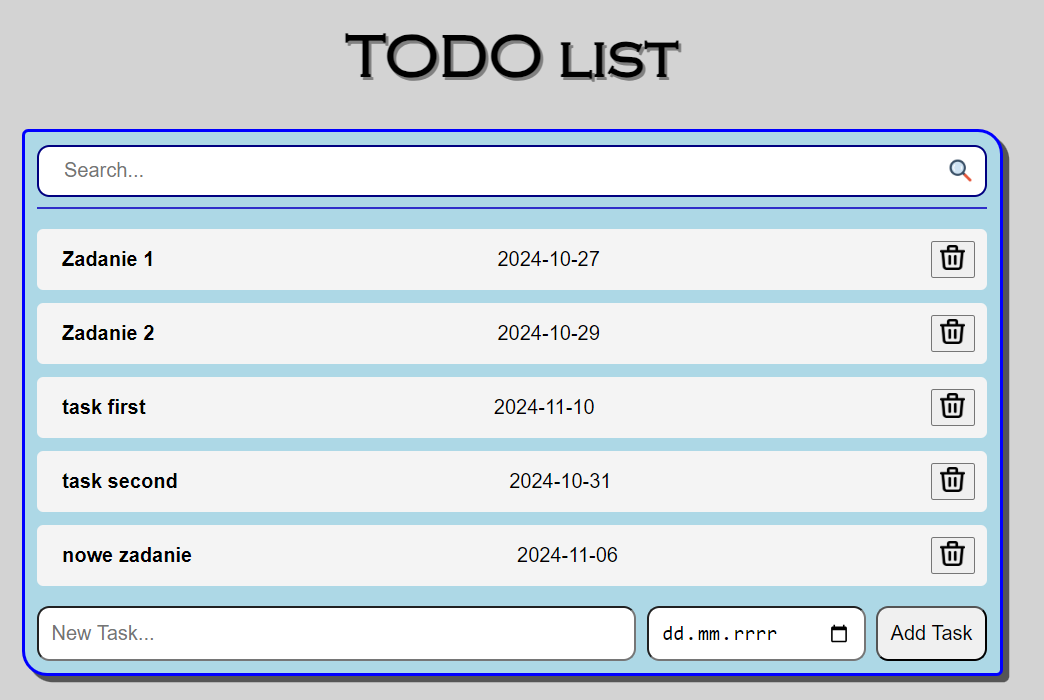 TODO LIST
Search...
Zadanie 1 2024-10-27
Zadanie 2 2024-10-29
task first 2024-11-10
task second 2024-10-31
nowe zadanie 2024-11-06
New Task... dd.mm.rrrr Add Task